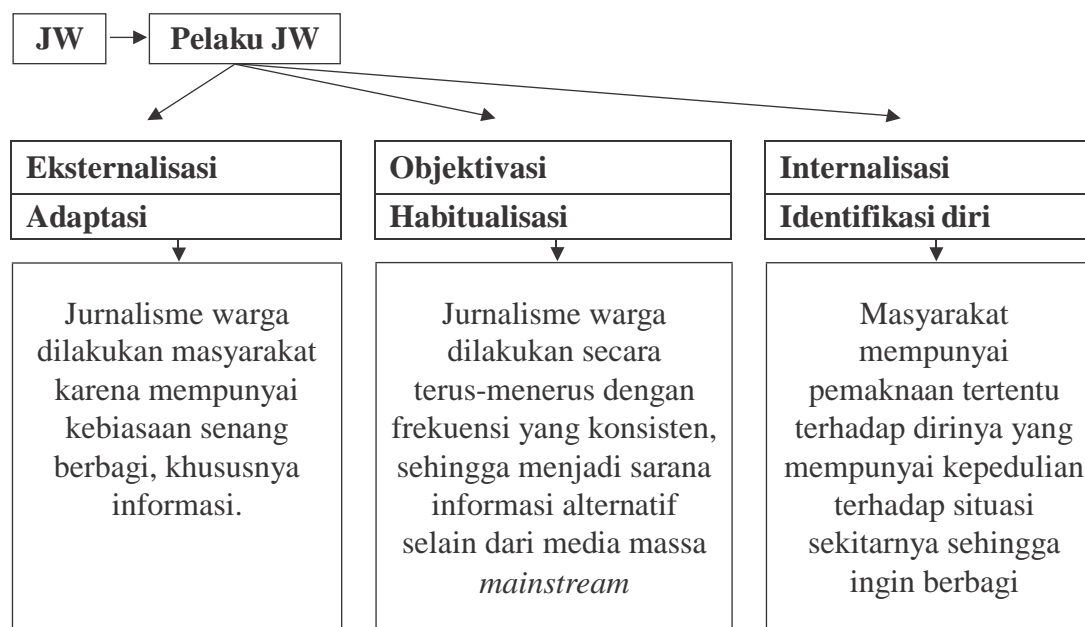 JW
Pelaku JW
Eksternalisasi
Adaptasi
Jurnalisme warga
dilakukan masyarakat
karena mempunyai
kebiasaan senang
berbagi, khususnya
informasi.
Objektivasi
Habitualisasi
Jurnalisme warga
dilakukan secara
terus-menerus dengan
frekuensi yang konsisten,
sehingga menjadi sarana
informasi alternatif
selain dari media massa
mainstream
Internalisasi
Identifikasi diri
Masyarakat
mempunyai
pemaknaan tertentu
terhadap dirinya yang
mempunyai kepedulian
terhadap situasi
sekitarnya sehingga
ingin berbagi